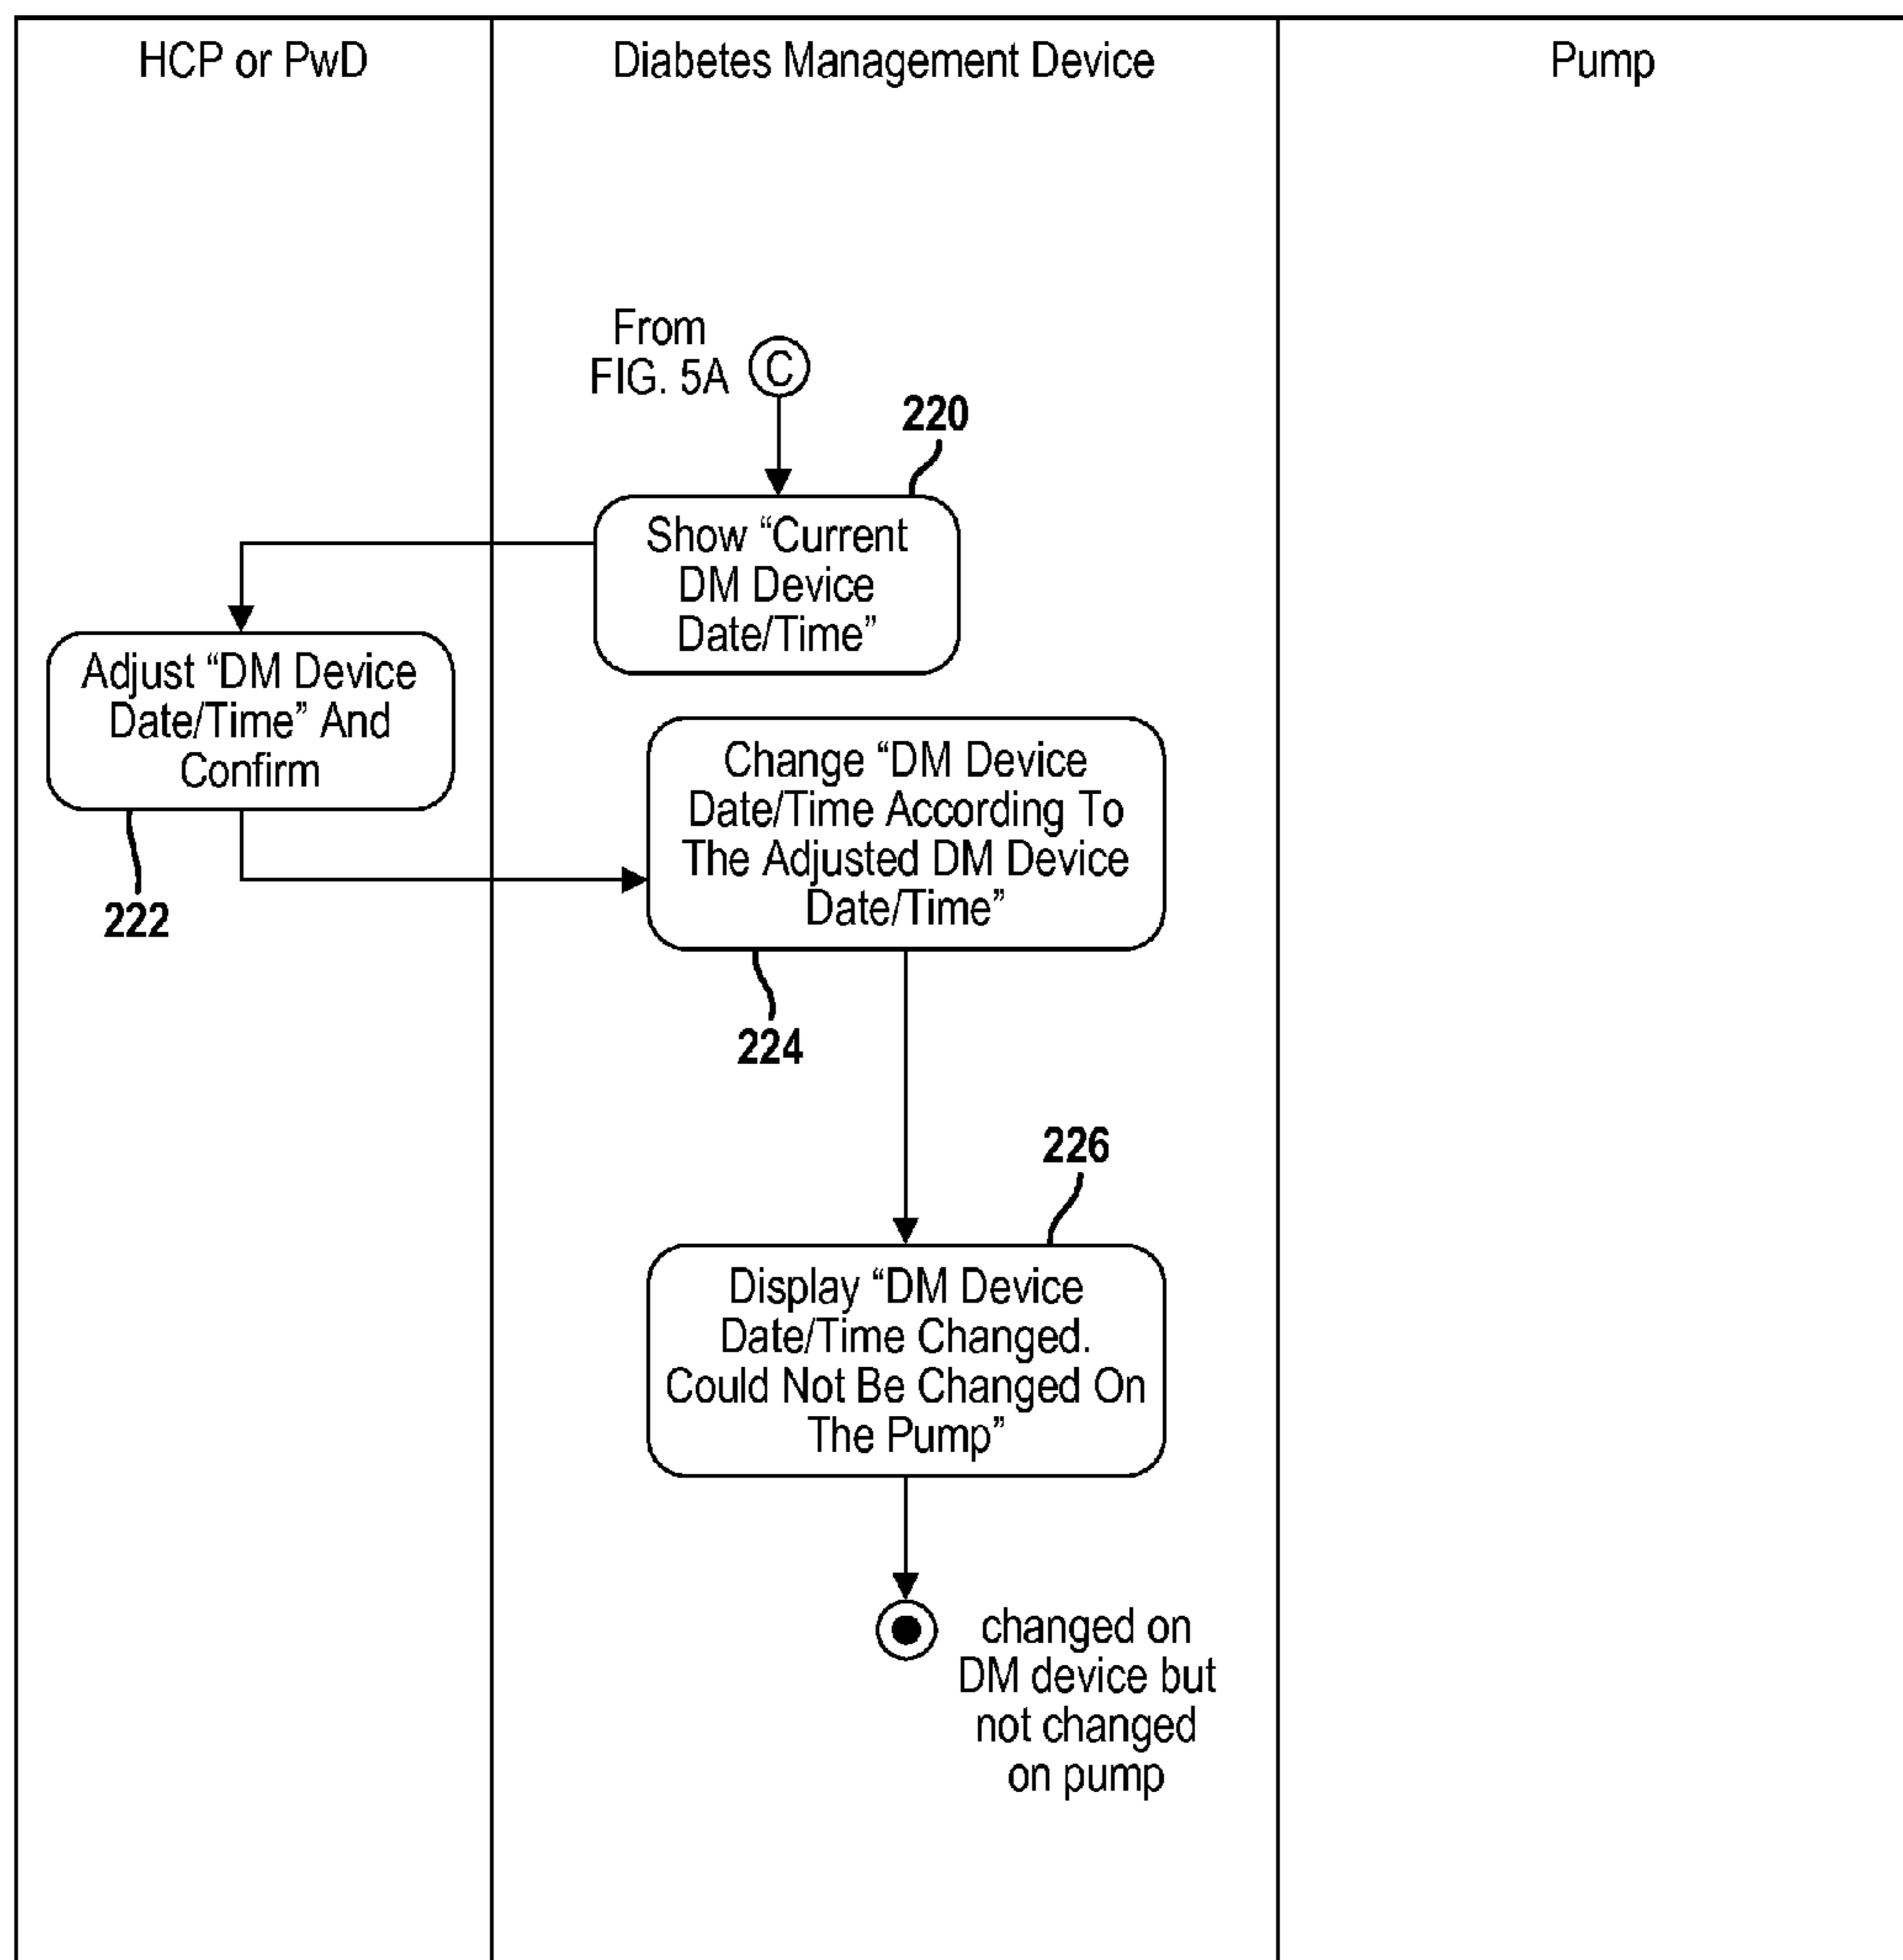 HCP or PwD
Diabetes Management Device
Pump
From
FIG. 5A
C
220
Show “Current
DM Device
Date/Time”
Adjust “DM Device
Date/Time” And
Confirm
222
Change “DM Device
Date/Time According To
The Adjusted DM Device
Date/Time”
224
226
Display “DM Device
Date/Time Changed.
Could Not Be Changed On
The Pump”
changed on
DM device but
not changed
on pump